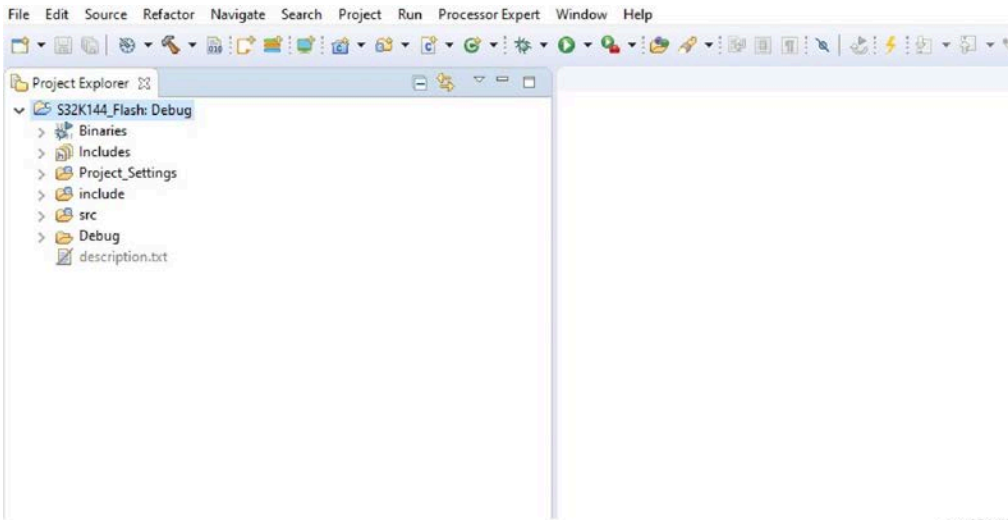 File Edit Source Refactor Navigate Search Project Run Processor Expert Window Help
Project Explorer
S32K144_Flash: Debug
Binaries
Includes
Project_Settings
include
src
Debug
description.txt